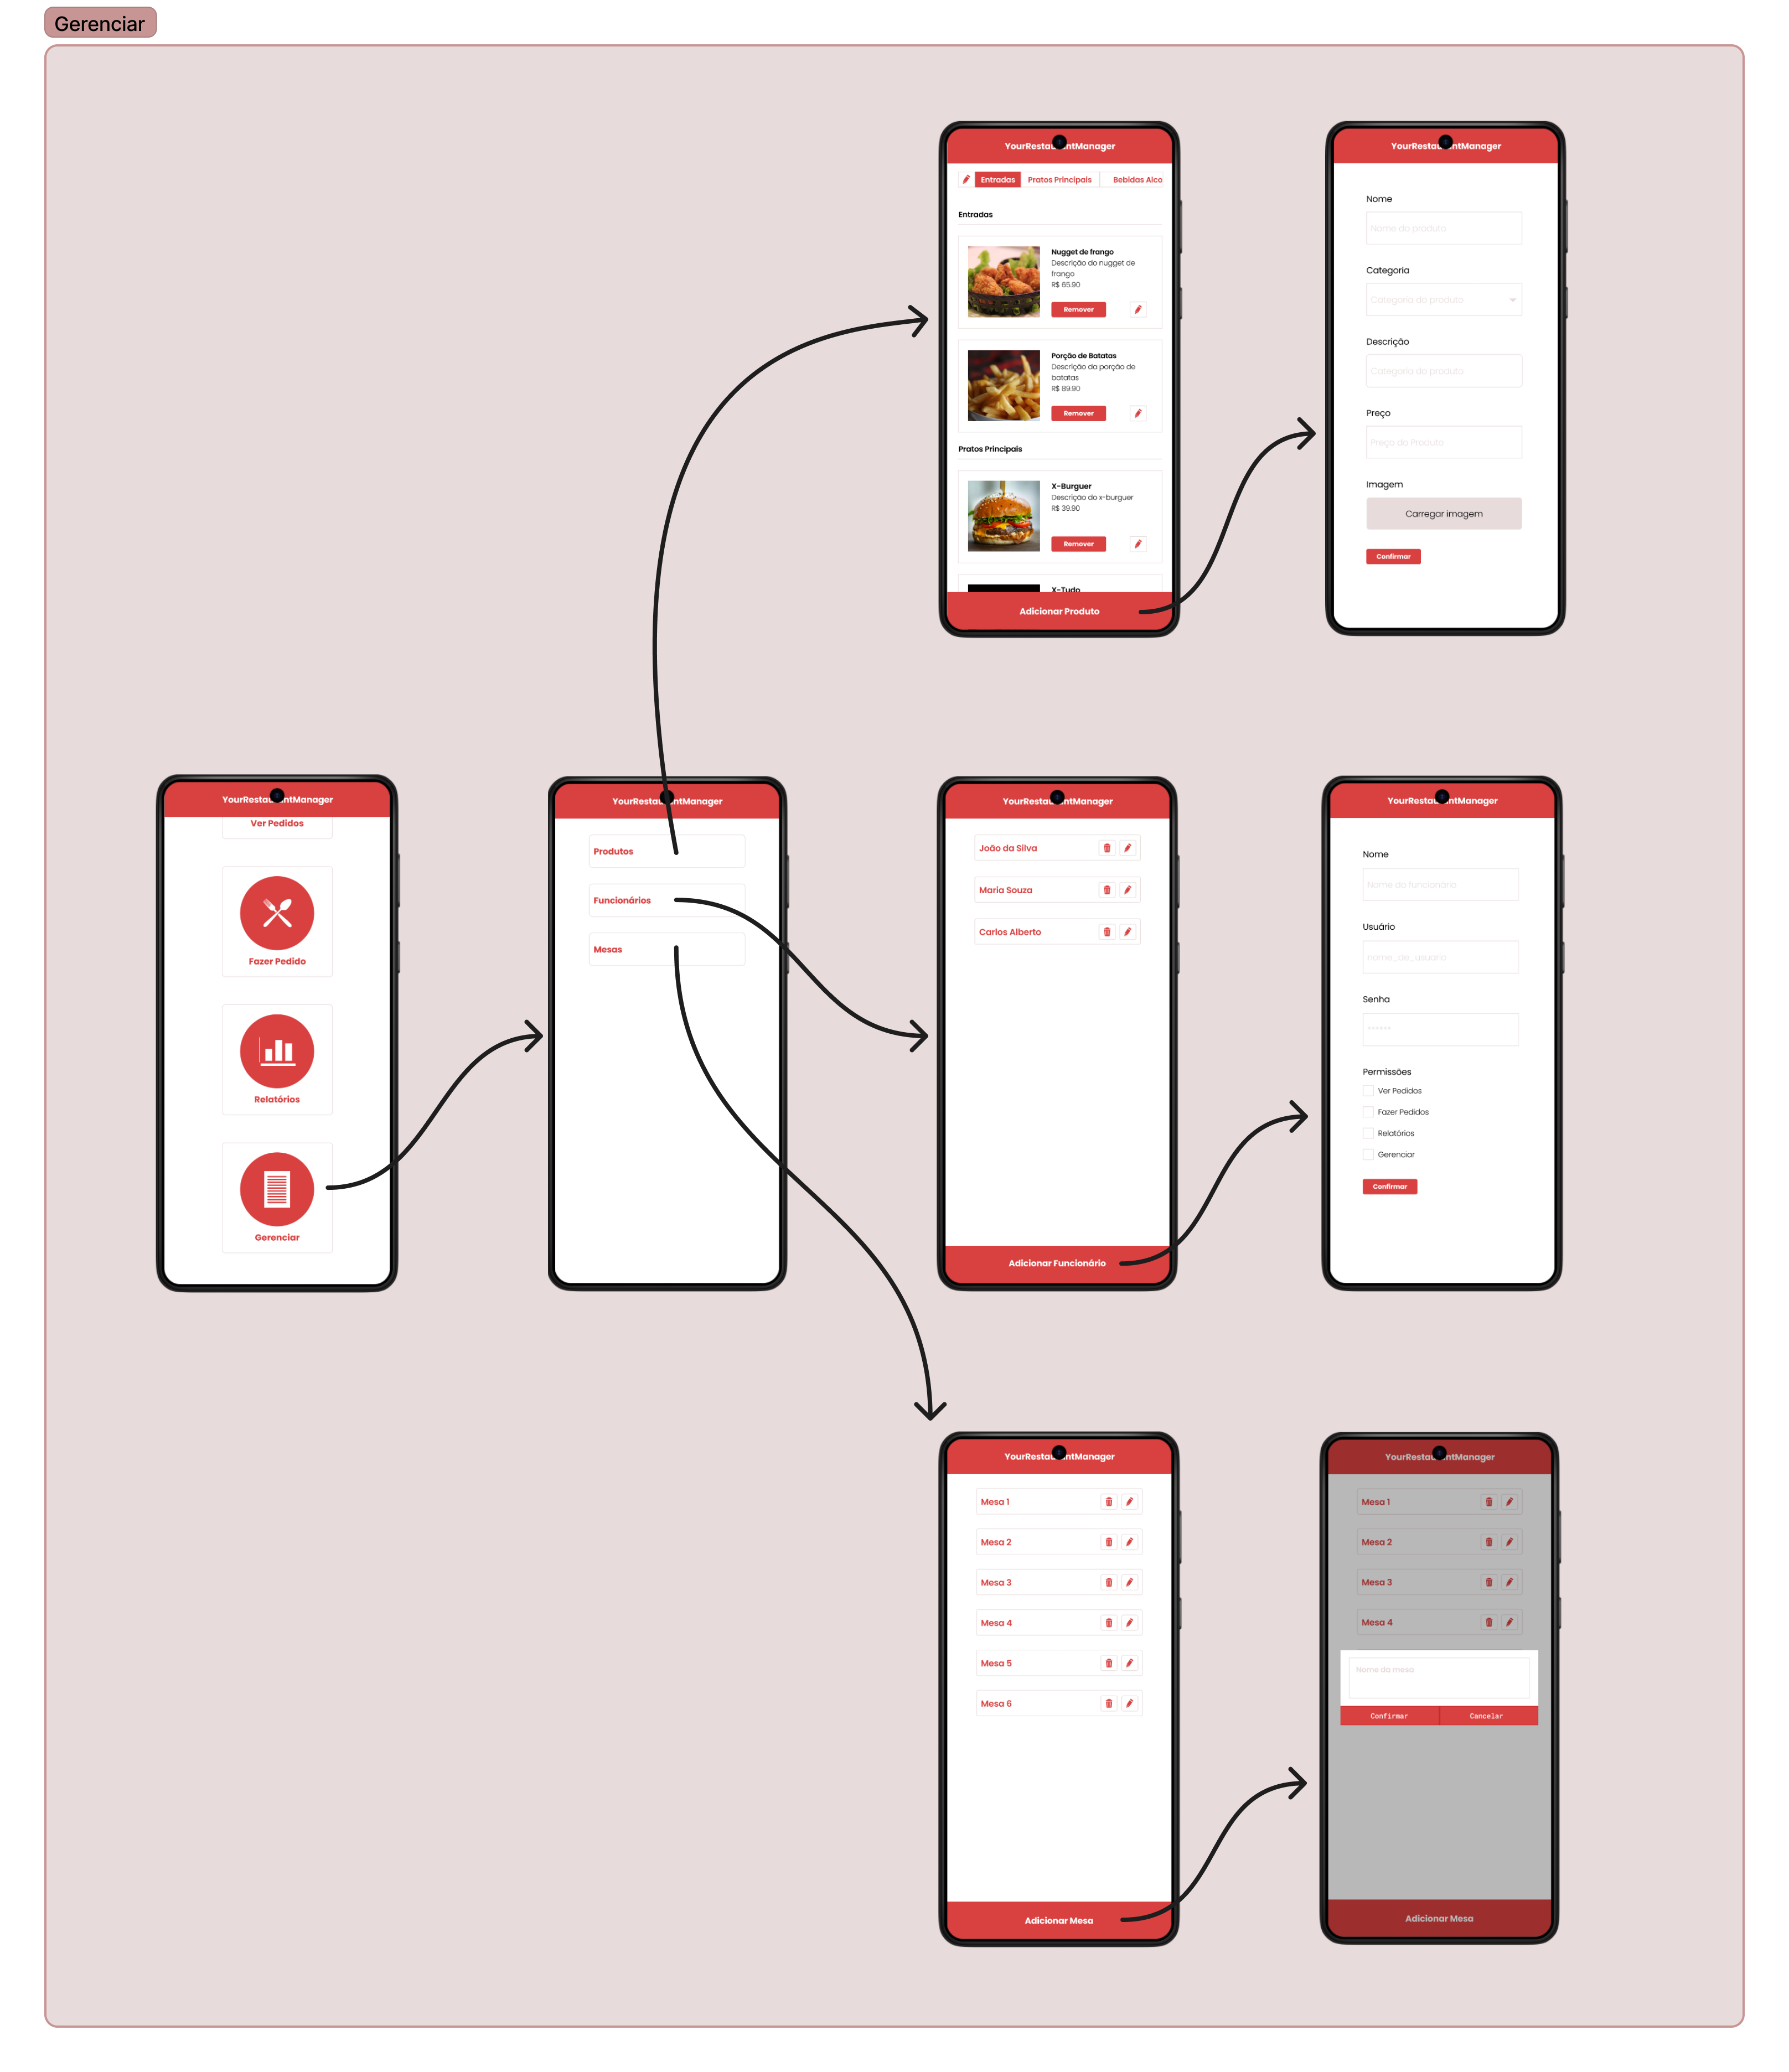 Gerenciar
YourRestaurantManager
Entradas
Pratos Principais
Bebidas Alco
Entradas
Nugget de frango
Descrição do nugget de
frango
R$ 65.90
Remover
Porção de Batatas
Descrição da porção de
batatas
R$ 89.90
Remover
Pratos Principais
X-Burguer
Descrição do x-burguer
R$ 39.90
Remover
X-Tudo
Adicionar Produto
YourRestaurantManager
Nome
Nome do produto
Categoria
Categoria do produto
Descrição
Categoria do produto
Preço
Preço do Produto
Imagem
Carregar imagem
Confirmar
YourRestaurantManager
Ver Pedidos
Fazer Pedido
Relatórios
Gerenciar
YourRestaurantManager
Produtos
Funcionários
Mesas
YourRestaurantManager
João da Silva
Maria Souza
Carlos Alberto
Adicionar Funcionário
YourRestaurantManager
Nome
Nome do funcionário
Usuário
nome_de_usuário
Senha
******
Permissões
Ver Pedidos
Fazer Pedidos
Relatórios
Gerenciar
Confirmar
YourRestaurantManager
Mesa 1
Mesa 2
Mesa 3
Mesa 4
Mesa 5
Mesa 6
Adicionar Mesa
YourRestaurantManager
Mesa 1
Mesa 2
Mesa 3
Mesa 4
Nome da mesa
Confirmar
Cancelar
Adicionar Mesa